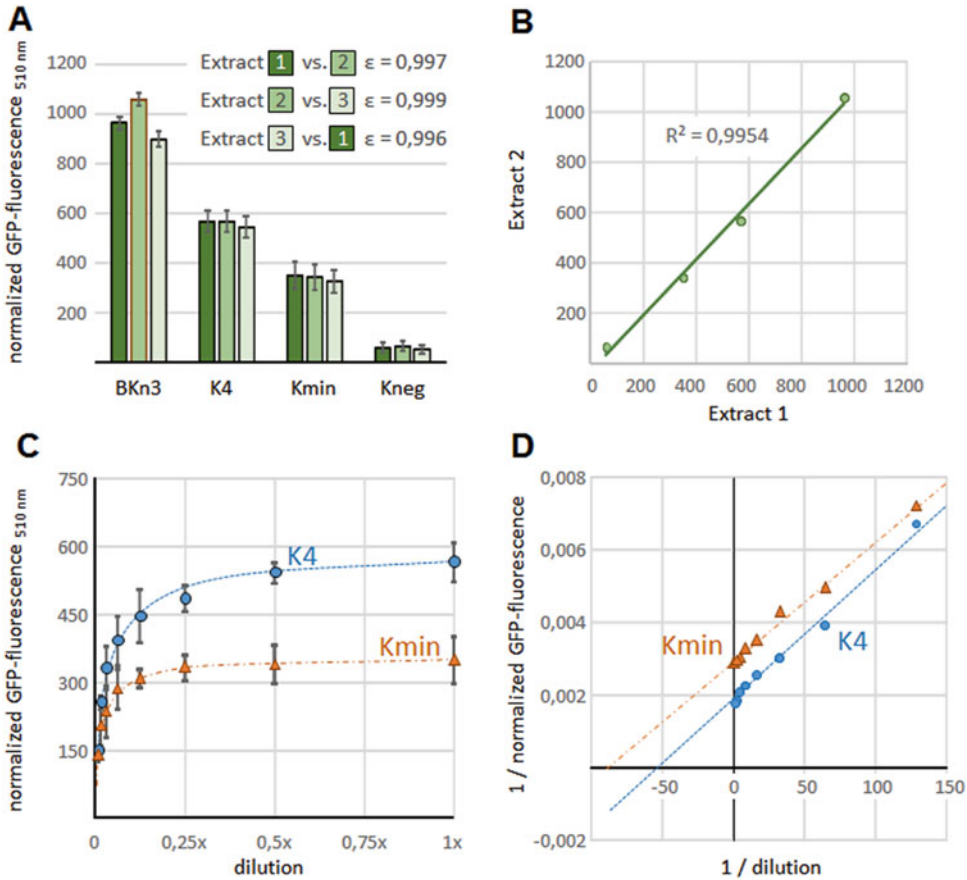 A
normalized GFP-fluorescence 510 nm
1200
1000
800
600
400
200
Extract 1 vs. 2 ε = 0,997
Extract 2 vs. 3 ε = 0,999
Extract 3 vs. 1 ε = 0,996
BKn3 K4 Kmin Kneg
B
Extract 2
1200
1000
800
600
400
200
R² = 0,9954
0 200 400 600 800 1000 1200
Extract 1
C
normalized GFP-fluorescence 510 nm
750
600
450
300
150
K4
Kmin
0 0,25x 0,5x 0,75x 1x
dilution
D
1 / normalized GFP-fluorescence
0,008
0,006
0,004
0,002
-0,002
Kmin
K4
-50 0 50 100 150
1 / dilution